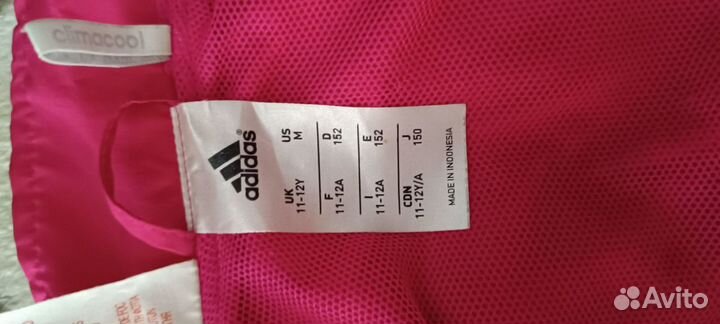 climacool
adidas
US
M
UK
11-12Y
D
152
F
11-12A
E
152
I
11-12A
J
150
CDN
11-12Y/A
MADE IN INDONESIA
Avito